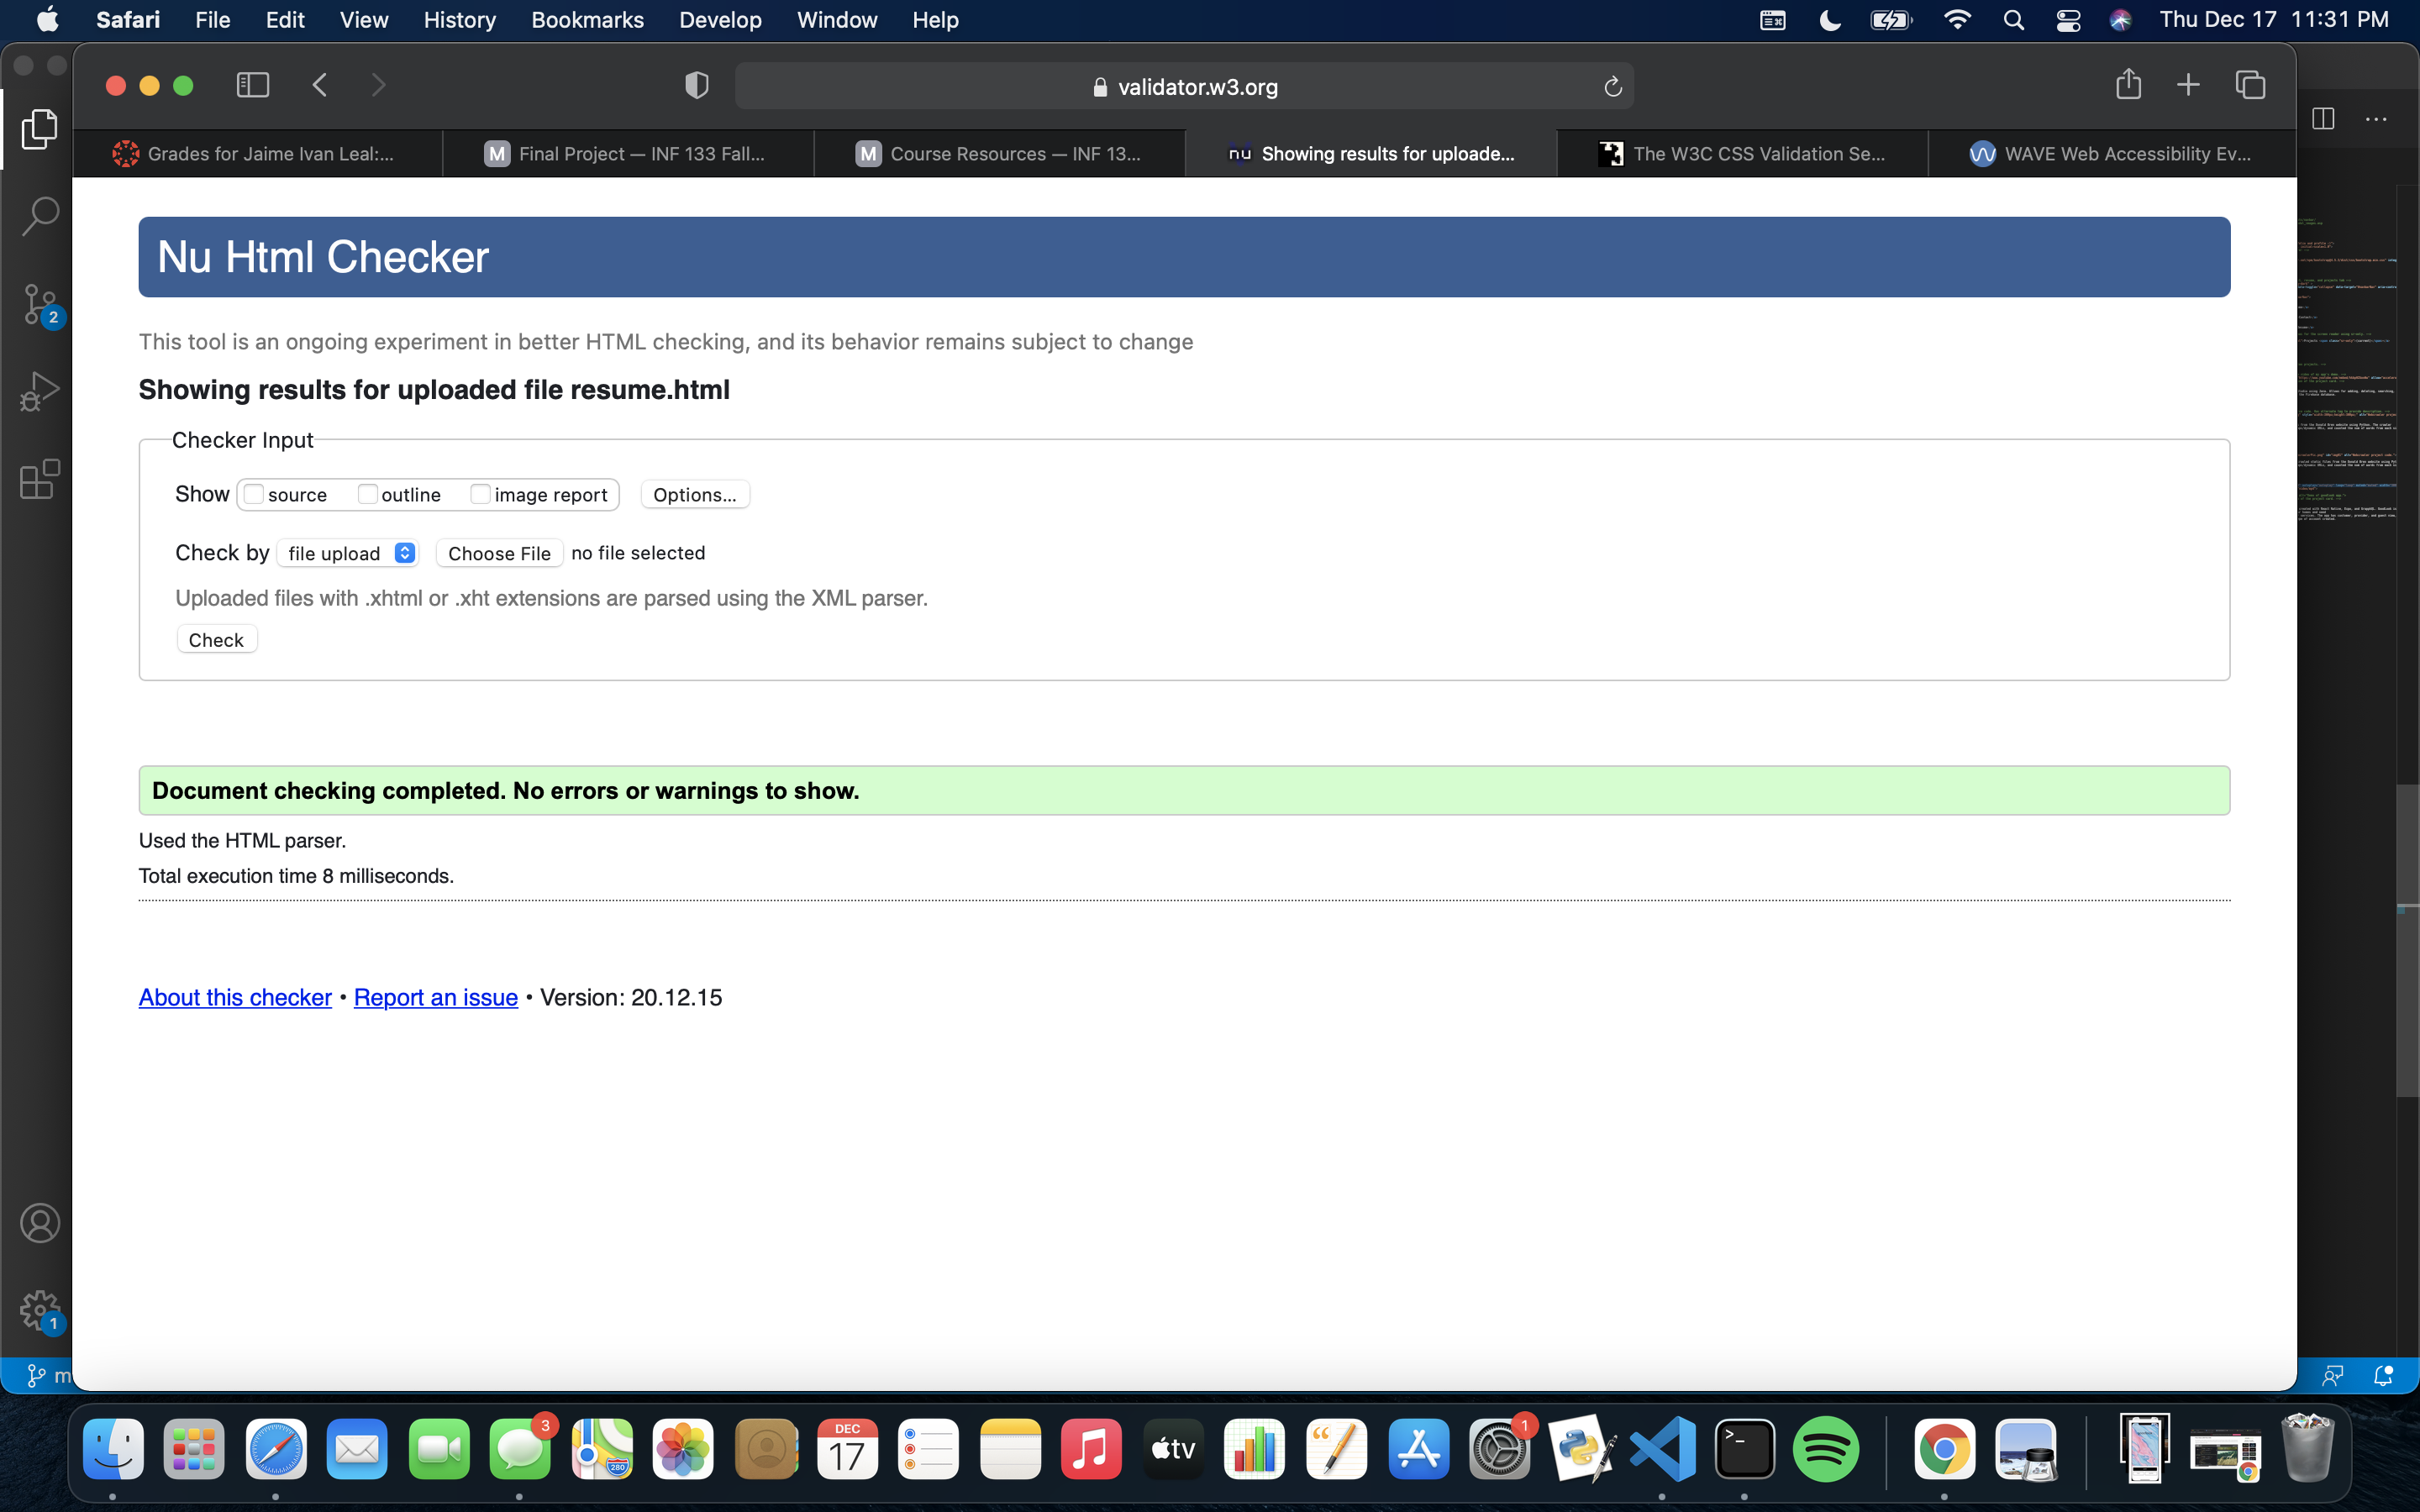 Safari File Edit View History Bookmarks Develop Window Help Thu Dec 17 11:31 PM
validator.w3.org
Grades for Jaime Ivan Leal:... M Final Project — INF 133 Fall... M Course Resources — INF 13... nu Showing results for uploade... The W3C CSS Validation Se... WAVE Web Accessibility Ev...
Nu Html Checker
This tool is an ongoing experiment in better HTML checking, and its behavior remains subject to change
Showing results for uploaded file resume.html
Checker Input
Show source outline image report Options...
2
Check by file upload Choose File no file selected
Uploaded files with .xhtml or .xht extensions are parsed using the XML parser.
Check
Document checking completed. No errors or warnings to show.
Used the HTML parser.
Total execution time 8 milliseconds.
About this checker • Report an issue • Version: 20.12.15
1
m
3
280
DEC
17
tv
1
>_